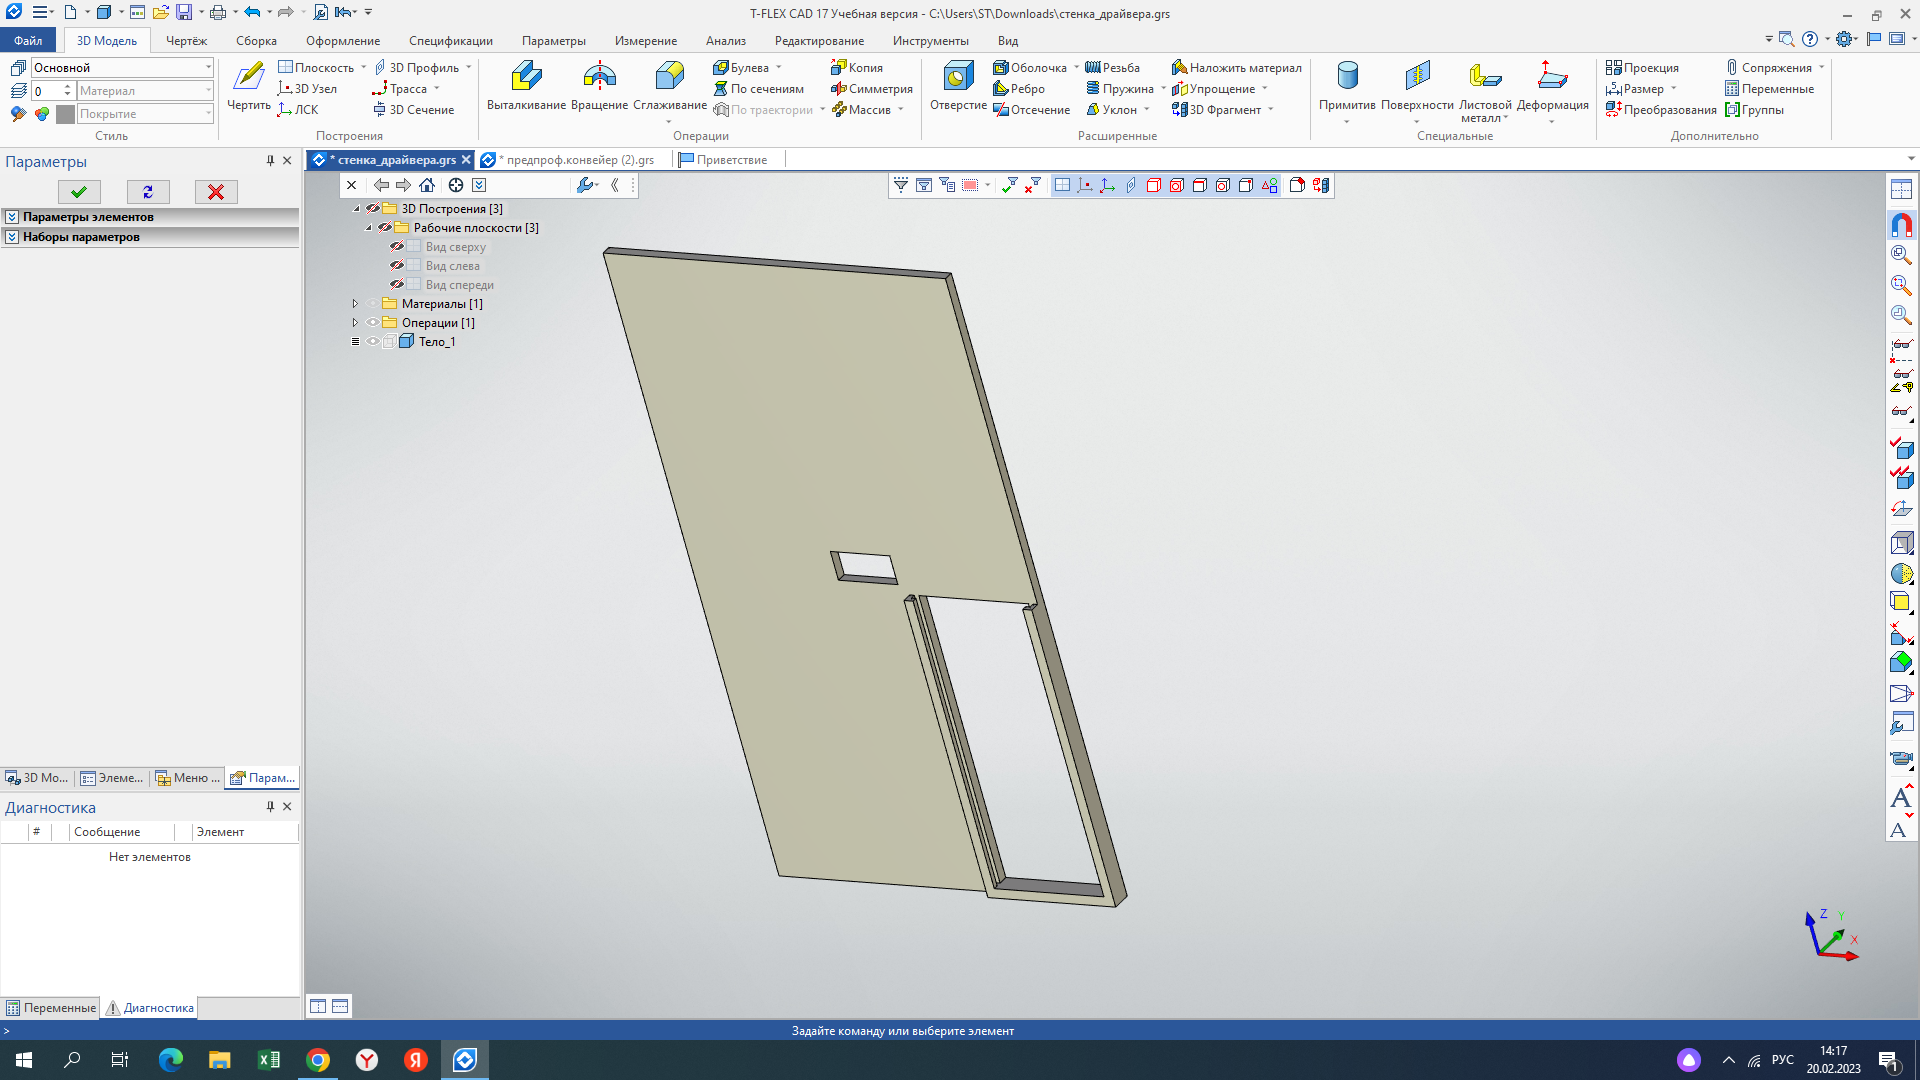 T-FLEX CAD 17 Учебная версия - C:\Users\ST\Downloads\стенка_драйвера.grs
Файл 3D Модель Чертёж Сборка Оформление Спецификации Параметры Измерение Анализ Редактирование Инструменты Вид
Основной
0 Материал
Покрытие
Стиль
Чертить
Плоскость
3D Узел
ЛСК
3D Профиль
Трасса
3D Сечение
Построения
Выталкивание Вращение Сглаживание
Булева
По сечениям
По траектории
Копия
Симметрия
Массив
Операции
Отверстие
Оболочка
Ребро
Отсечение
Резьба
Пружина
Уклон
Наложить материал
Упрощение
3D Фрагмент
Расширенные
Примитив Поверхности Листовой металл Деформация
Специальные
Проекция
Размер
Преобразования
Сопряжения
Переменные
Группы
Дополнительно
Параметры
Параметры элементов
Наборы параметров
* стенка_драйвера.grs
* предпроф.конвейер (2).grs
Приветствие
3D Построения [3]
Рабочие плоскости [3]
Вид сверху
Вид слева
Вид спереди
Материалы [1]
Операции [1]
Тело_1
Z Y X
3D Мо... Элеме... Меню ... Парам...
Диагностика
# Сообщение Элемент
Нет элементов
Переменные Диагностика
> Задайте команду или выберите элемент
РУС
14:17
20.02.2023
1